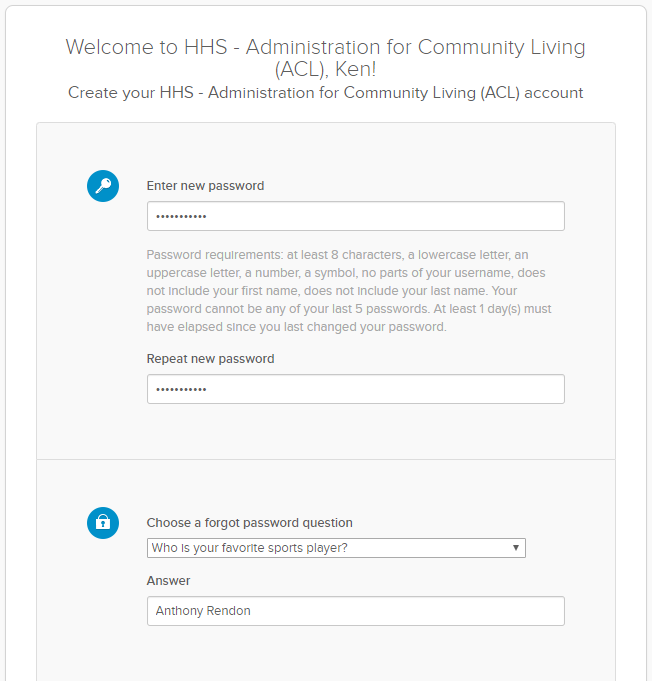 Welcome to HHS - Administration for Community Living
(ACL), Ken!
Create your HHS - Administration for Community Living (ACL) account
Enter new password
•••••••••••
Password requirements: at least 8 characters, a lowercase letter, an
uppercase letter, a number, a symbol, no parts of your username, does
not include your first name, does not include your last name. Your
password cannot be any of your last 5 passwords. At least 1 day(s) must
have elapsed since you last changed your password.
Repeat new password
•••••••••••
Choose a forgot password question
Who is your favorite sports player?
Answer
Anthony Rendon